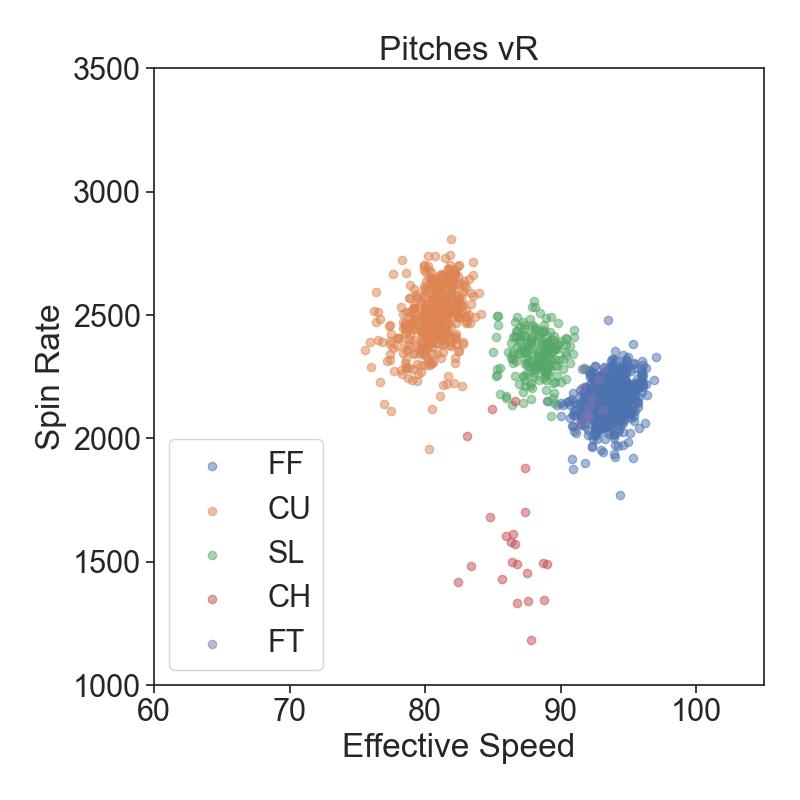 Pitches vR
3500
3000
2500
2000
1500
1000
Spin Rate
FF
CU
SL
CH
FT
60 70 80 90 100
Effective Speed